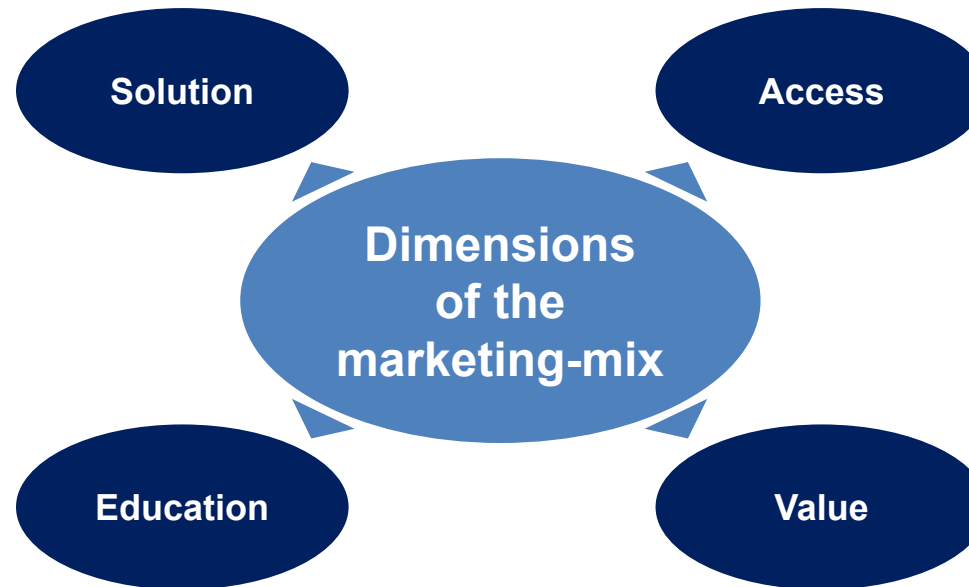 Solution
Access
Dimensions
of the
marketing-mix
Education
Value